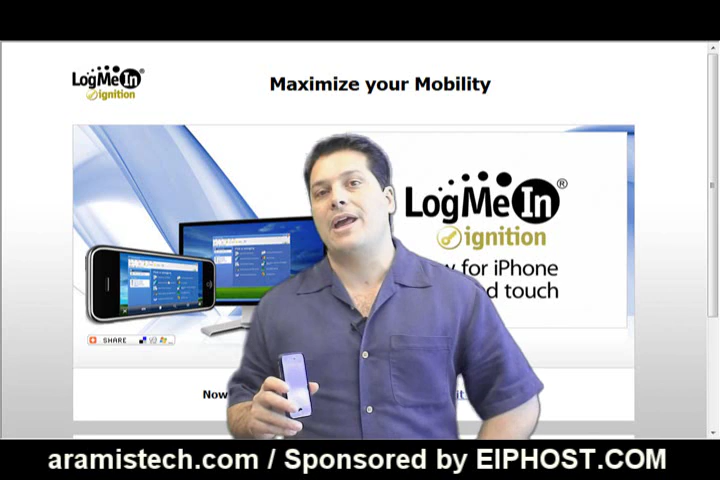 LogMeIn®
ignition
Maximize your Mobility
LogMeIn®
ignition
for iPhone
touch
SHARE
Now
aramistech.com / Sponsored by EIPHOST.COM